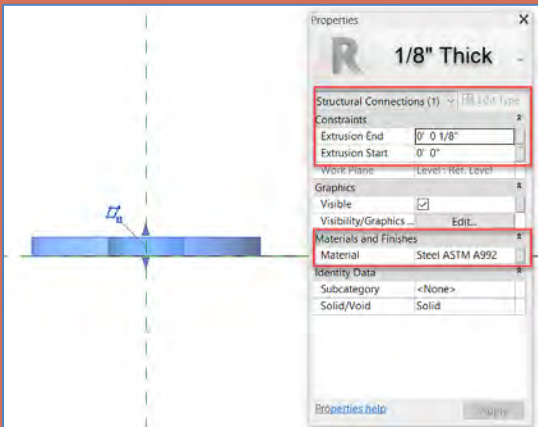 Properties
X
R 1/8" Thick
Structural Connections (1) Edit Type
Constraints
Extrusion End 0' 0 1/8"
Extrusion Start 0' 0"
Work Plane Level : Ref. Level
Graphics
Visible
Visibility/Graphics ... Edit...
Materials and Finishes
Material Steel ASTM A992
Identity Data
Subcategory <None>
Solid/Void Solid
Properties help Apply